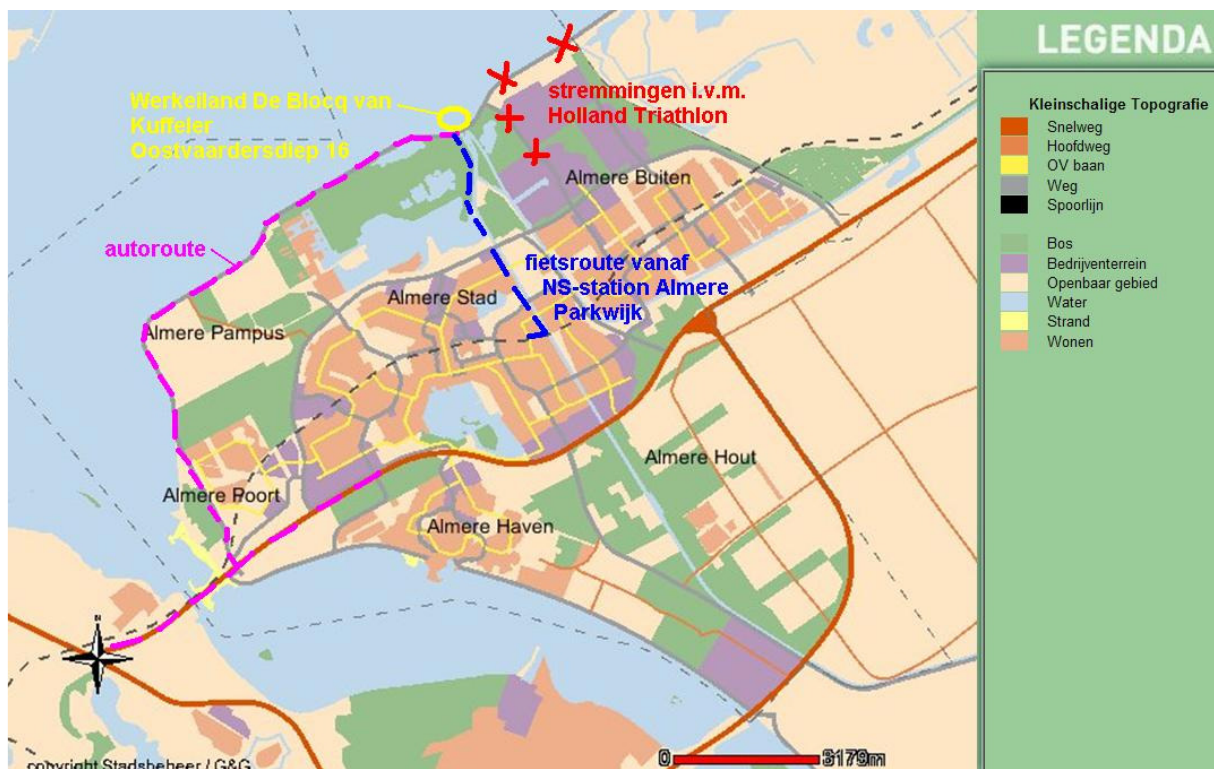 LEGENDA
Kleinschalige Topografie
Snelweg
Hoofdweg
OV baan
Weg
Spoorlijn
Bos
Bedrijventerrein
Openbaar gebied
Water
Strand
Wonen
Werkeiland De Blocq van
Kuffeler
Oostvaardersdiep 16
stremmingen i.v.m.
Holland Triathlon
Almere Buiten
autoroute
fietsroute vanaf
NS-station Almere
Parkwijk
Almere Stad
Almere Pampus
Almere Hout
Almere Poort
Almere Haven
N
copyright Stadsbeheer / G&G
0 3179m